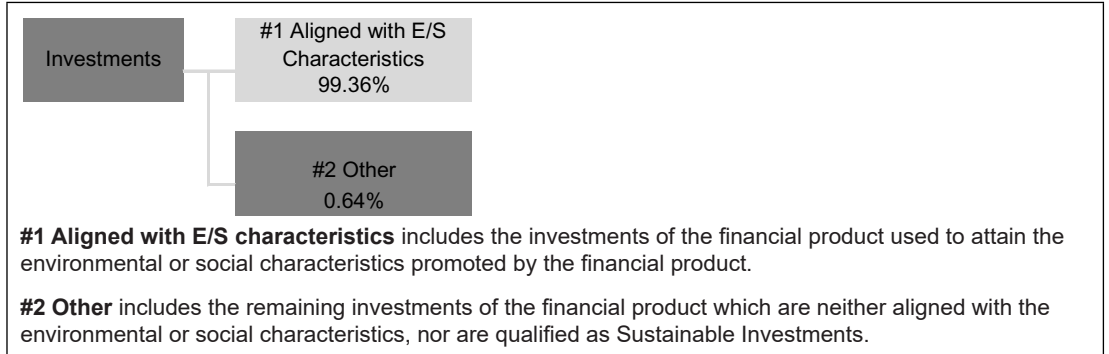 Investments
#1 Aligned with E/S
Characteristics
99.36%
#2 Other
0.64%
#1 Aligned with E/S characteristics includes the investments of the financial product used to attain the
environmental or social characteristics promoted by the financial product.
#2 Other includes the remaining investments of the financial product which are neither aligned with the
environmental or social characteristics, nor are qualified as Sustainable Investments.